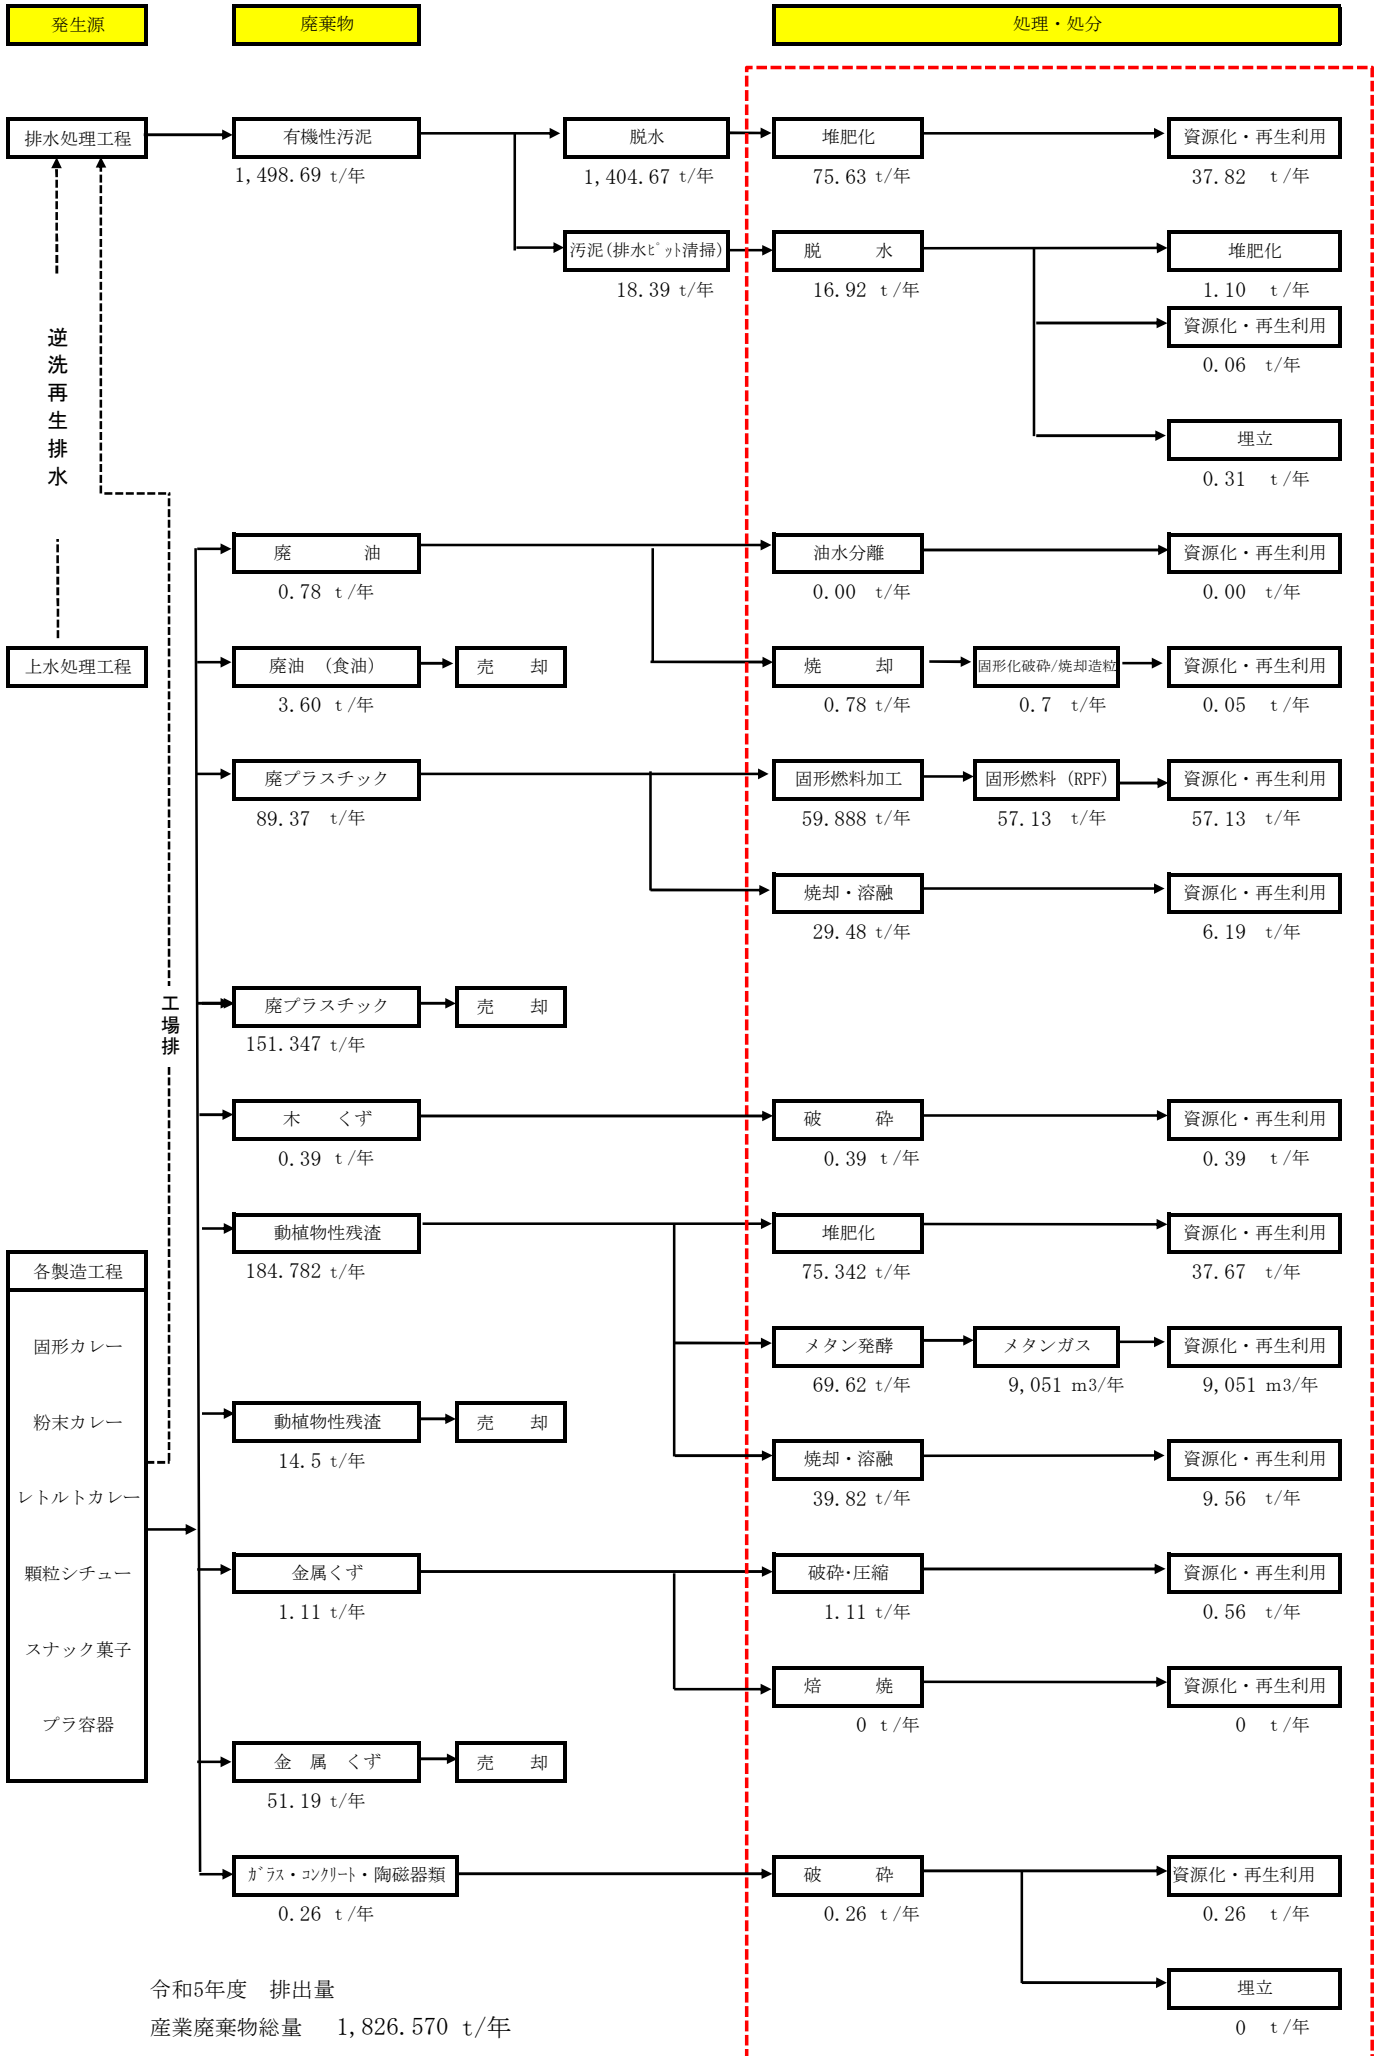 発生源
廃棄物
処理・処分
排水処理工程
有機性汚泥
脱水
堆肥化
資源化・再生利用
1,498.69 t/年
1,404.67 t/年
75.63 t/年
37.82 t/年
汚泥(排水ﾋﾟｯﾄ清掃)
脱 水
堆肥化
18.39 t/年
16.92 t/年
1.10 t/年
資源化・再生利用
0.06 t/年
逆洗再生排水
埋立
0.31 t/年
廃 油
油水分離
資源化・再生利用
0.78 t/年
0.00 t/年
0.00 t/年
上水処理工程
廃油 (食油)
売 却
焼 却
固形化破砕/焼却造粒
資源化・再生利用
3.60 t/年
0.78 t/年
0.7 t/年
0.05 t/年
廃プラスチック
固形燃料加工
固形燃料 (RPF)
資源化・再生利用
89.37 t/年
59.888 t/年
57.13 t/年
57.13 t/年
焼却・溶融
資源化・再生利用
29.48 t/年
6.19 t/年
工場排
廃プラスチック
売 却
151.347 t/年
木 くず
破 砕
資源化・再生利用
0.39 t/年
0.39 t/年
0.39 t/年
動植物性残渣
堆肥化
資源化・再生利用
184.782 t/年
75.342 t/年
37.67 t/年
各製造工程
固形カレー
粉末カレー
レトルトカレー
顆粒シチュー
スナック菓子
プラ容器
メタン発酵
メタンガス
資源化・再生利用
69.62 t/年
9,051 m3/年
9,051 m3/年
動植物性残渣
売 却
14.5 t/年
焼却・溶融
資源化・再生利用
39.82 t/年
9.56 t/年
金属くず
破砕･圧縮
資源化・再生利用
1.11 t/年
1.11 t/年
0.56 t/年
焙 焼
資源化・再生利用
0 t/年
0 t/年
金 属 くず
売 却
51.19 t/年
ｶﾞﾗｽ・ｺﾝｸﾘｰﾄ・陶磁器類
破 砕
資源化・再生利用
0.26 t/年
0.26 t/年
0.26 t/年
埋立
0 t/年
令和5年度 排出量
産業廃棄物総量 1,826.570 t/年